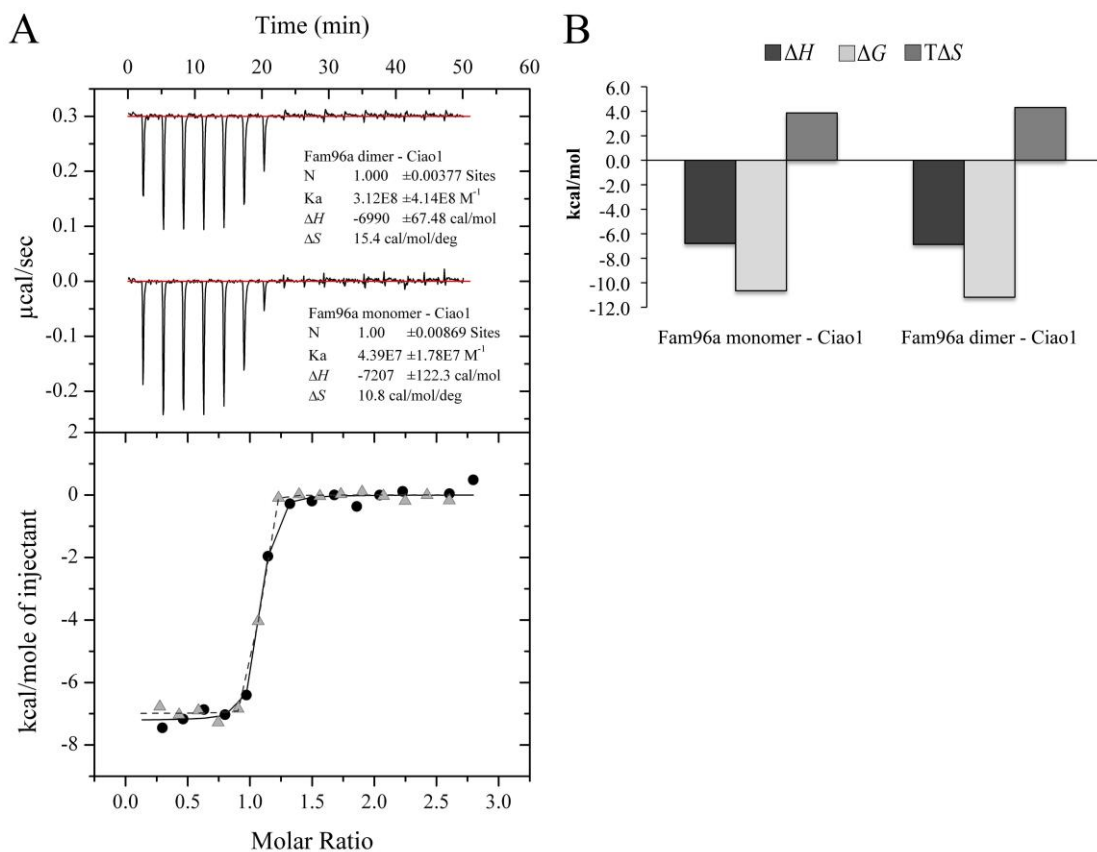 A
Time (min)
0 10 20 30 40 50 60
0.3
0.2
0.1
0.0
-0.1
-0.2
µcal/sec
Fam96a dimer - Ciao1
N 1.000 ±0.00377 Sites
Ka 3.12E8 ±4.14E8 M⁻¹
ΔH -6990 ±67.48 cal/mol
ΔS 15.4 cal/mol/deg
Fam96a monomer - Ciao1
N 1.00 ±0.00869 Sites
Ka 4.39E7 ±1.78E7 M⁻¹
ΔH -7207 ±122.3 cal/mol
ΔS 10.8 cal/mol/deg
2
0
-2
-4
-6
-8
kcal/mole of injectant
0.0 0.5 1.0 1.5 2.0 2.5 3.0
Molar Ratio
B
ΔH ΔG TΔS
6.0
4.0
2.0
0.0
-2.0
-4.0
-6.0
-8.0
-10.0
-12.0
kcal/mol
Fam96a monomer - Ciao1 Fam96a dimer - Ciao1